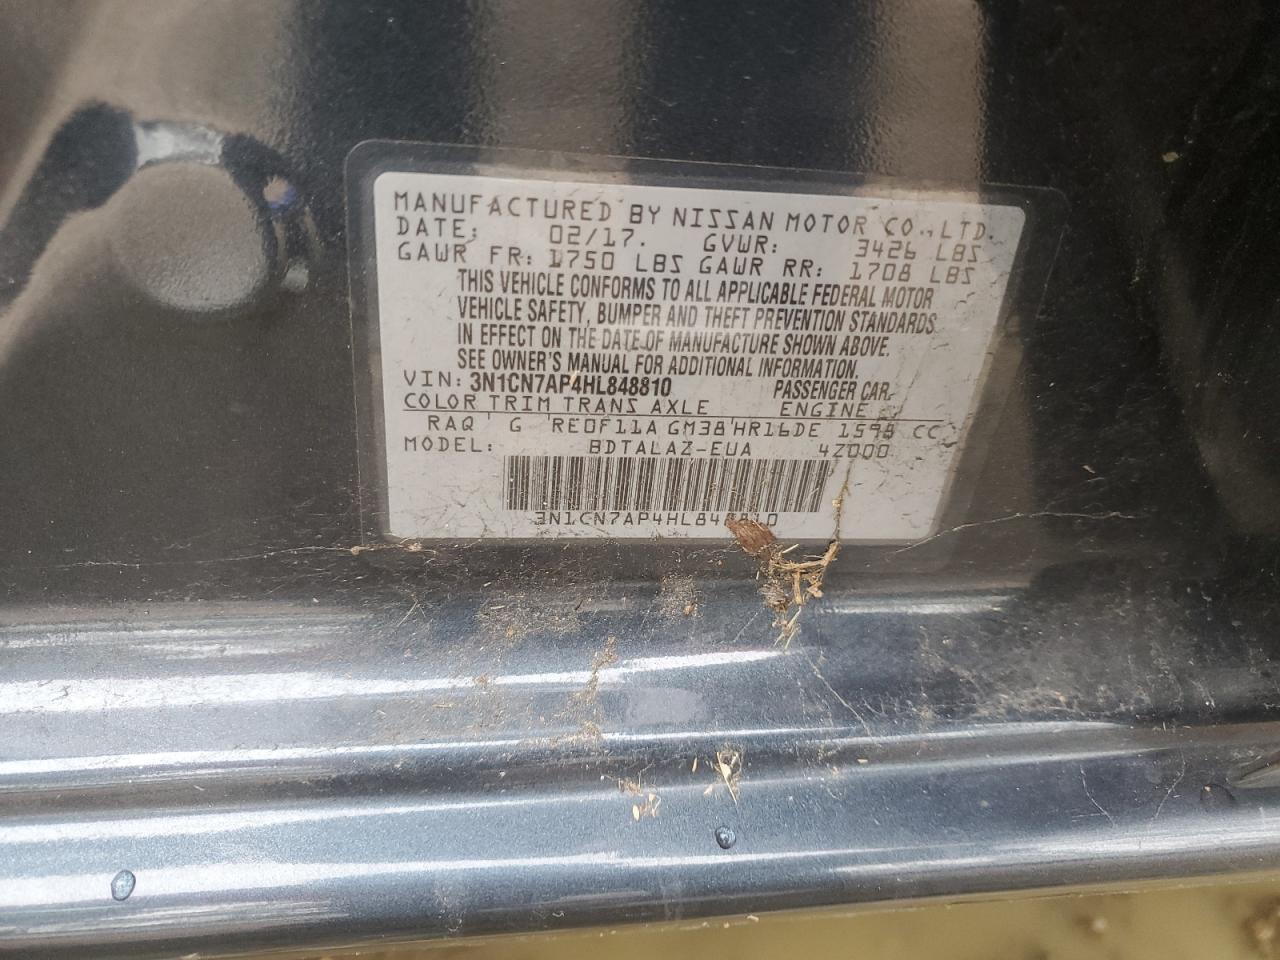 MANUFACTURED BY NISSAN MOTOR CO., LTD.
DATE: 02/17. GVWR: 3426 LBS
GAWR FR: 1750 LBS GAWR RR: 1708 LBS
THIS VEHICLE CONFORMS TO ALL APPLICABLE FEDERAL MOTOR
VEHICLE SAFETY, BUMPER AND THEFT PREVENTION STANDARDS
IN EFFECT ON THE DATE OF MANUFACTURE SHOWN ABOVE.
SEE OWNER'S MANUAL FOR ADDITIONAL INFORMATION.
VIN: 3N1CN7AP4HL848810 PASSENGER CAR
COLOR TRIM TRANS AXLE ENGINE
RAQ G RE0F11A GM38 HR16DE 1598 CC
MODEL: BDTALAZ-EUA 4Z000
3N1CN7AP4HL848810